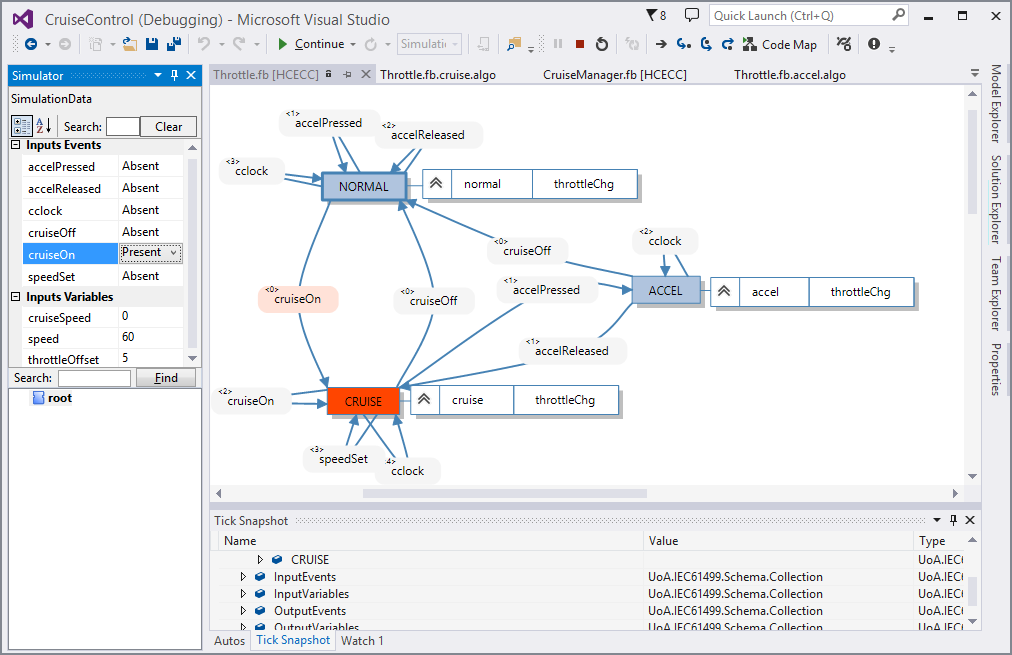 CruiseControl (Debugging) - Microsoft Visual Studio
8
Quick Launch (Ctrl+Q)
Continue
Simulatic
Code Map
Simulator
SimulationData
Search:
Clear
Inputs Events
accelPressed Absent
accelReleased Absent
cclock Absent
cruiseOff Absent
cruiseOn Present
speedSet Absent
Inputs Variables
cruiseSpeed 0
speed 60
throttleOffset 5
Search:
Find
root
Throttle.fb [HCECC]
Throttle.fb.cruise.algo
CruiseManager.fb [HCECC]
Throttle.fb.accel.algo
<1>
accelPressed
<2>
accelReleased
<3>
cclock
NORMAL
normal
throttleChg
<0>
cruiseOff
<2>
cclock
<1>
accelPressed
ACCEL
accel
throttleChg
<0>
cruiseOn
<0>
cruiseOff
<1>
accelReleased
<2>
cruiseOn
CRUISE
cruise
throttleChg
<3>
speedSet
4>
cclock
Model Explorer
Solution Explorer
Team Explorer
Properties
Tick Snapshot
Name Value Type
CRUISE UoA.IEC6
InputEvents UoA.IEC61499.Schema.Collection UoA.IEC6
InputVariables UoA.IEC61499.Schema.Collection UoA.IEC6
OutputEvents UoA.IEC61499.Schema.Collection UoA.IEC6
OutputVariables UoA.IEC61499.Schema.Collection UoA.IEC6
Autos
Tick Snapshot
Watch 1